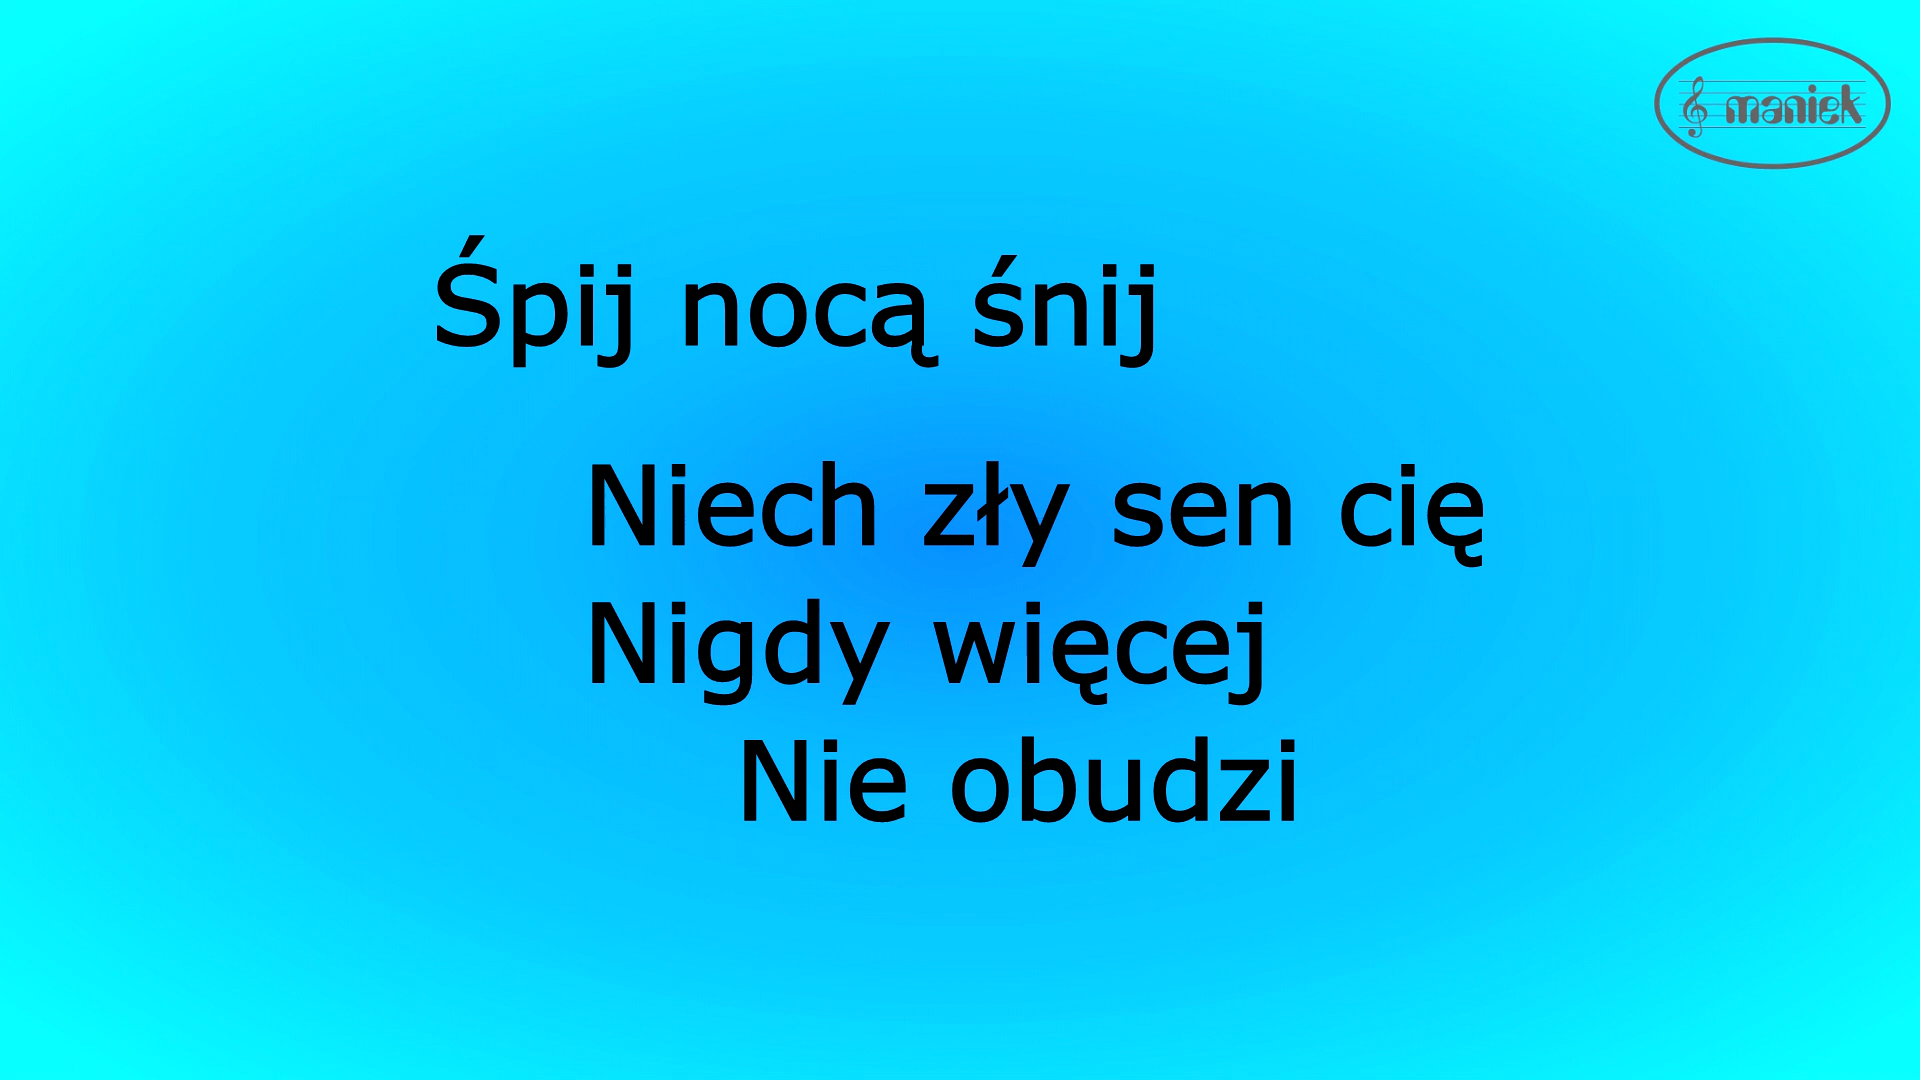 maniek
Śpij nocą śnij
Niech zły sen cię
Nigdy więcej
Nie obudzi